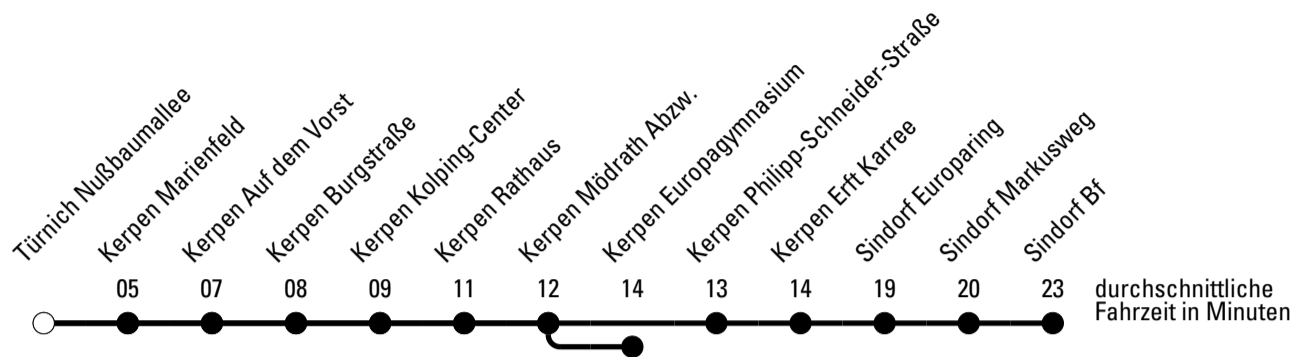 Türnich Nußbaumallee
Kerpen Marienfeld
Kerpen Auf dem Vorst
Kerpen Burgstraße
Kerpen Kolping-Center
Kerpen Rathaus
Kerpen Mödrath Abzw.
Kerpen Europagymnasium
Kerpen Philipp-Schneider-Straße
Kerpen Erft Karree
Sindorf Europaring
Sindorf Markusweg
Sindorf Bf
05 07 08 09 11 12 14 13 14 19 20 23
durchschnittliche
Fahrzeit in Minuten